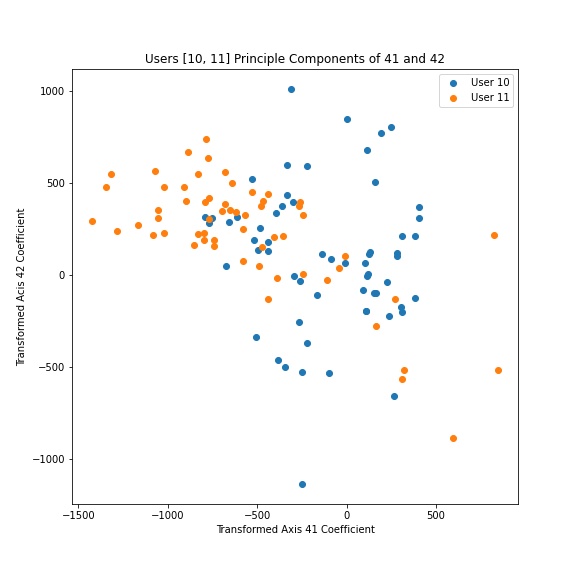 Users [10, 11] Principle Components of 41 and 42
User 10
User 11
1000
500
0
−500
−1000
Transformed Acis 42 Coefficient
−1500
−1000
−500
0
500
Transformed Axis 41 Coefficient